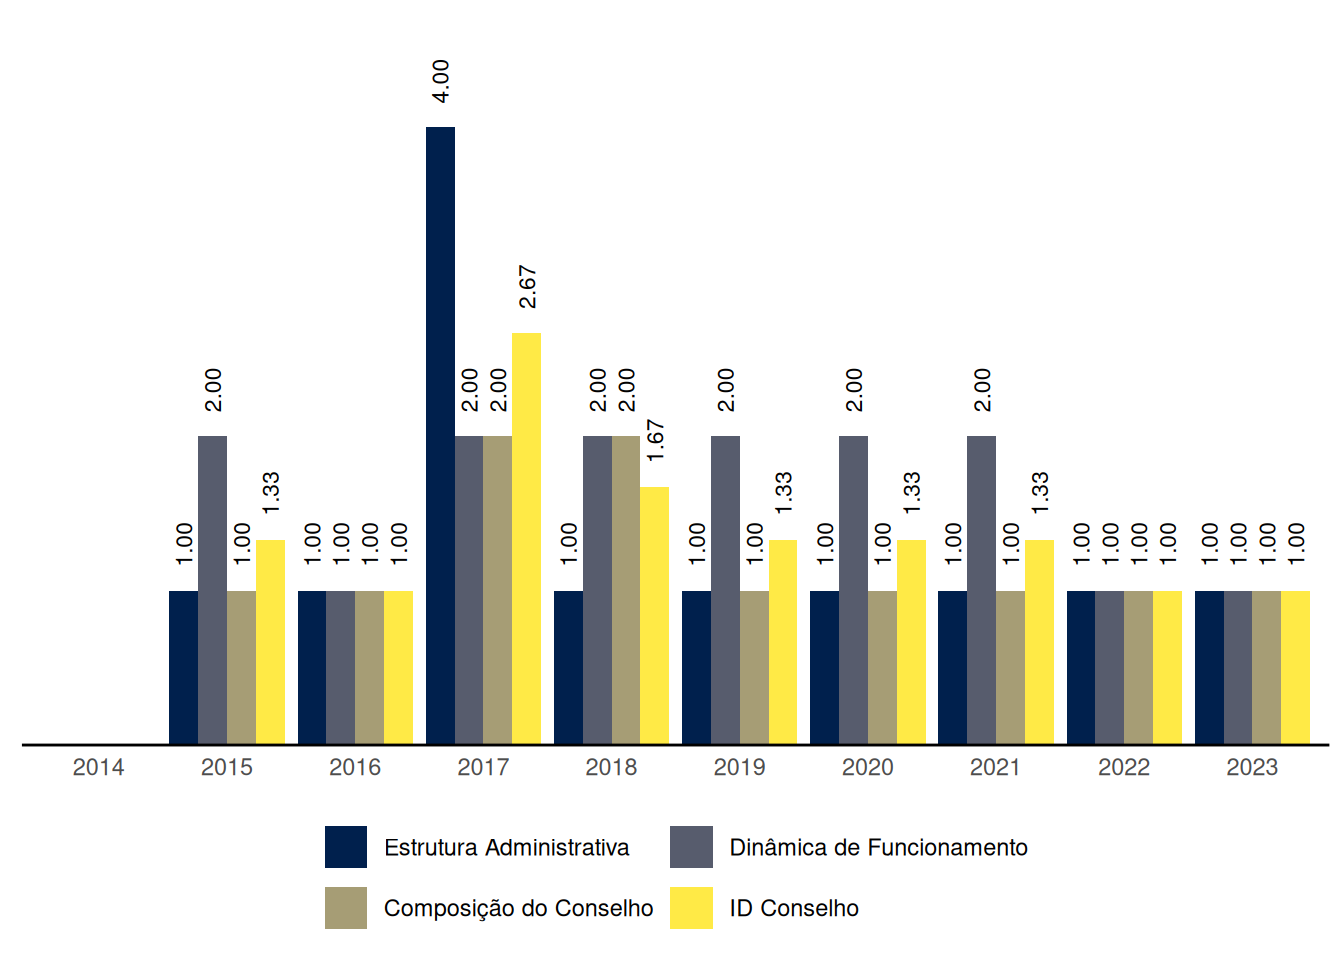 4.00
2.67
2.00 2.00 2.00 2.00 2.00 2.00 2.00 2.00
1.67
1.33 1.33 1.33 1.33
1.00 1.00 1.00 1.00 1.00 1.00 1.00 1.00 1.00 1.00 1.00 1.00 1.00 1.00 1.00 1.00 1.00 1.00 1.00 1.00 1.00
2014 2015 2016 2017 2018 2019 2020 2021 2022 2023
Estrutura Administrativa Dinâmica de Funcionamento
Composição do Conselho ID Conselho